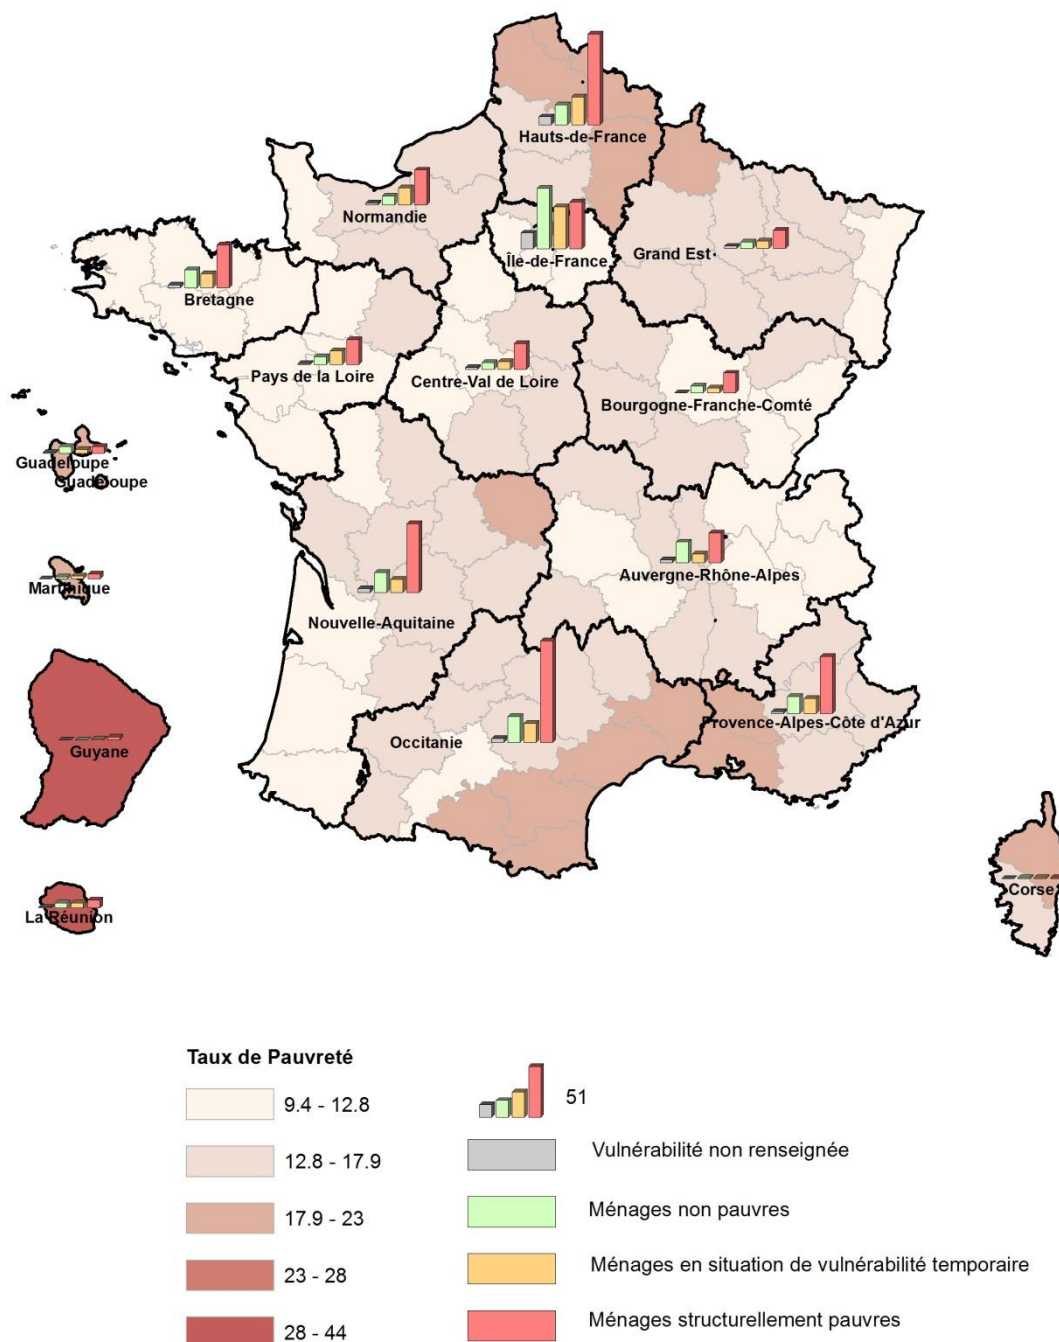 Hauts-de-France
Normandie
Île-de-France
Grand Est
Bretagne
Pays de la Loire
Centre-Val de Loire
Bourgogne-Franche-Comté
Guadeloupe
Guadeloupe
Auvergne-Rhône-Alpes
Martinique
Nouvelle-Aquitaine
Provence-Alpes-Côte d'Azur
Occitanie
Guyane
Corse
La Réunion
Taux de Pauvreté
9.4 - 12.8
51
12.8 - 17.9
Vulnérabilité non renseignée
17.9 - 23
Ménages non pauvres
23 - 28
Ménages en situation de vulnérabilité temporaire
28 - 44
Ménages structurellement pauvres